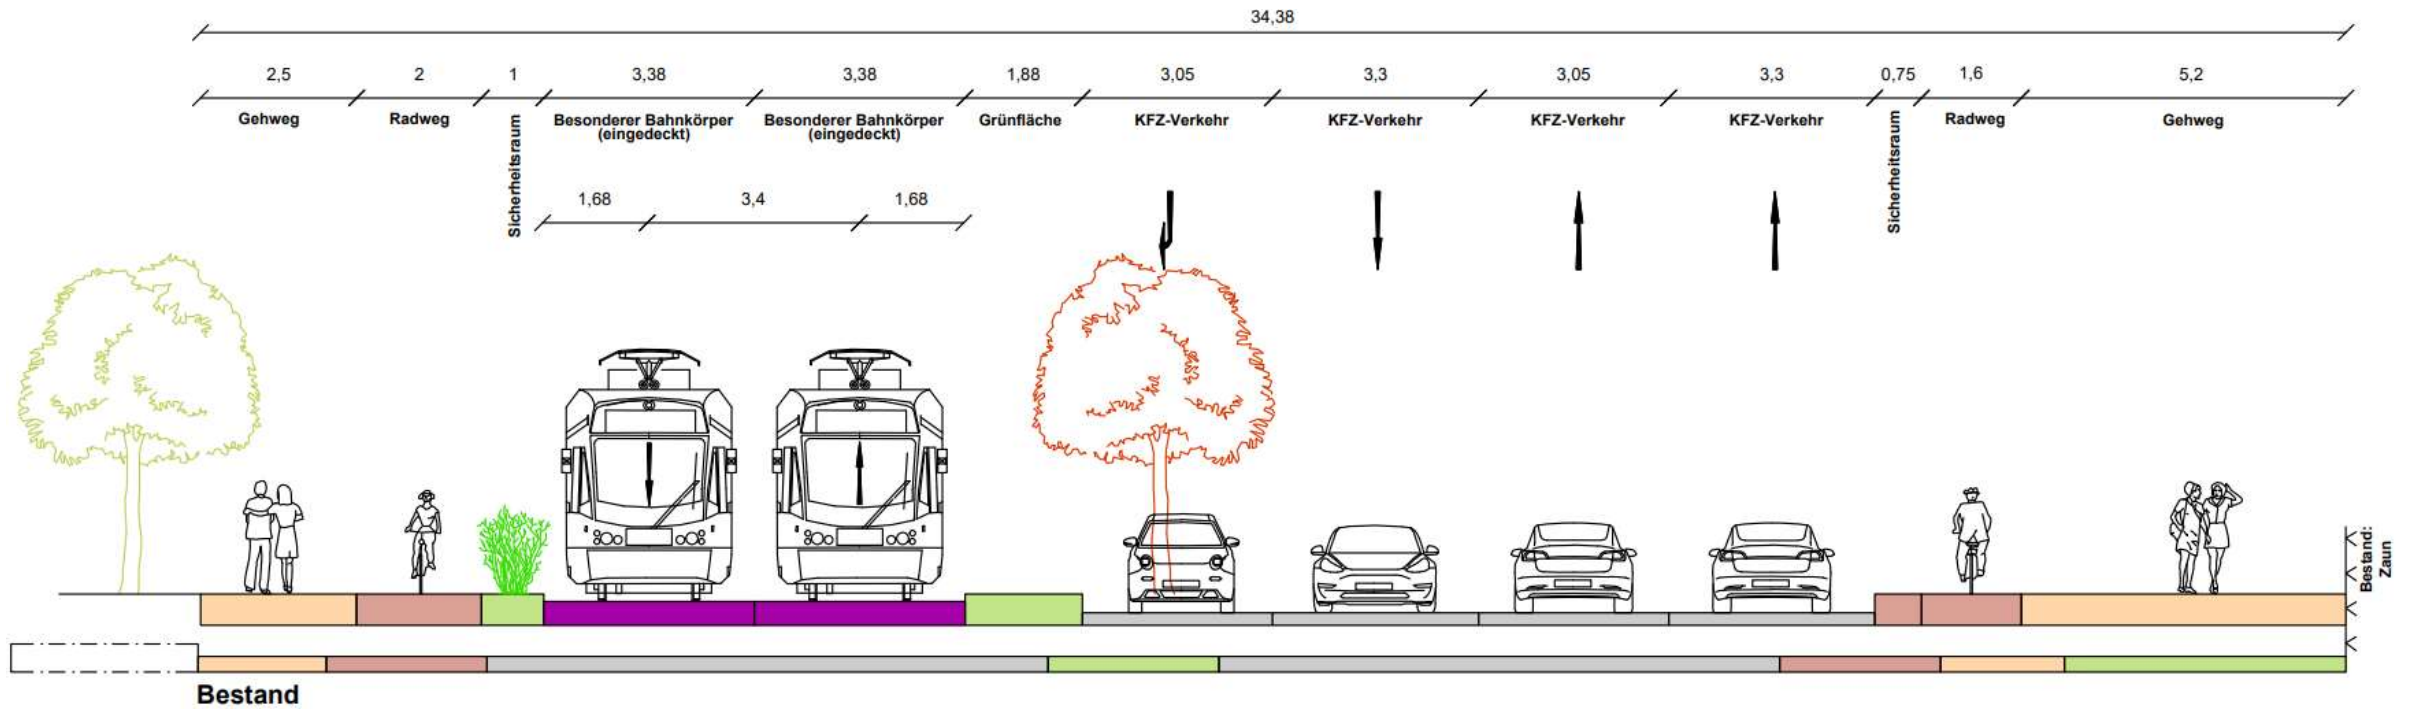 34,38
2,5 2 1 3,38 3,38 1,88 3,05 3,3 3,05 3,3 0,75 1,6 5,2
Gehweg Radweg Sicherheitsraum Besonderer Bahnkörper Besonderer Bahnkörper Grünfläche KFZ-Verkehr KFZ-Verkehr KFZ-Verkehr KFZ-Verkehr Sicherheitsraum Radweg Gehweg
(eingedeckt) (eingedeckt)
1,68 3,4 1,68
Bestand:
Zaun
Bestand